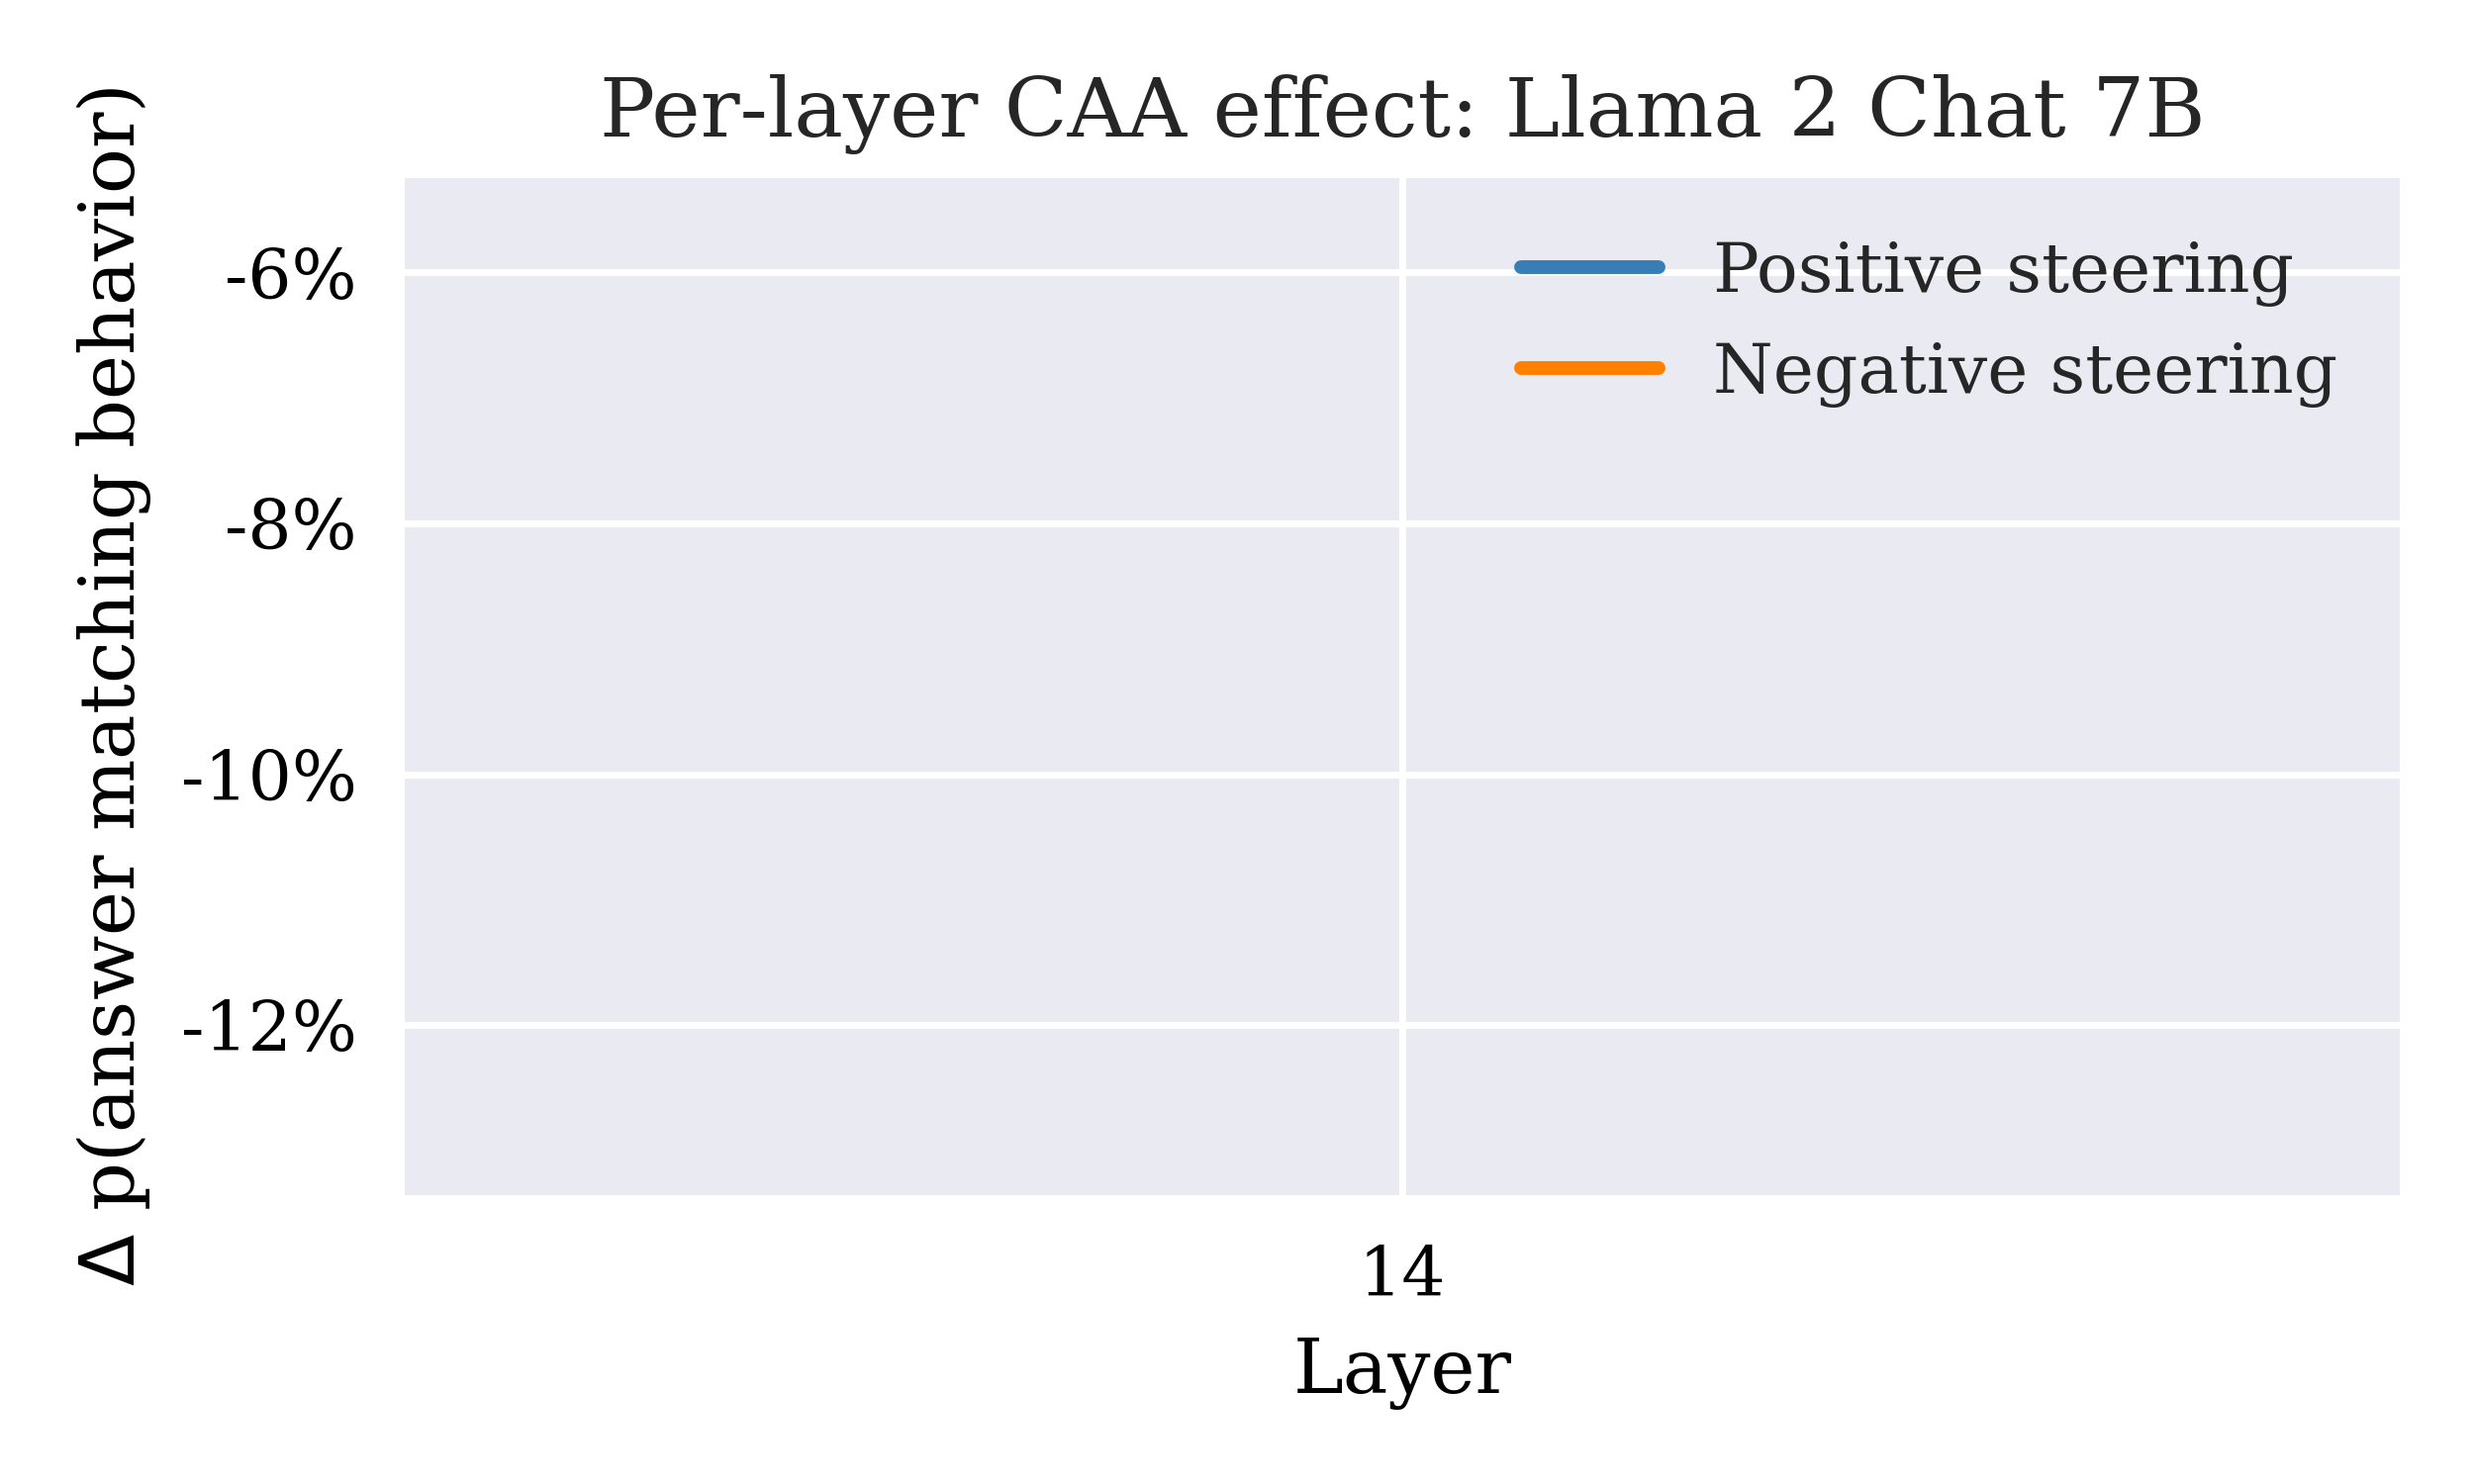 Per-layer CAA effect: Llama 2 Chat 7B
Δ p(answer matching behavior)
-6%
-8%
-10%
-12%
Positive steering
Negative steering
14
Layer